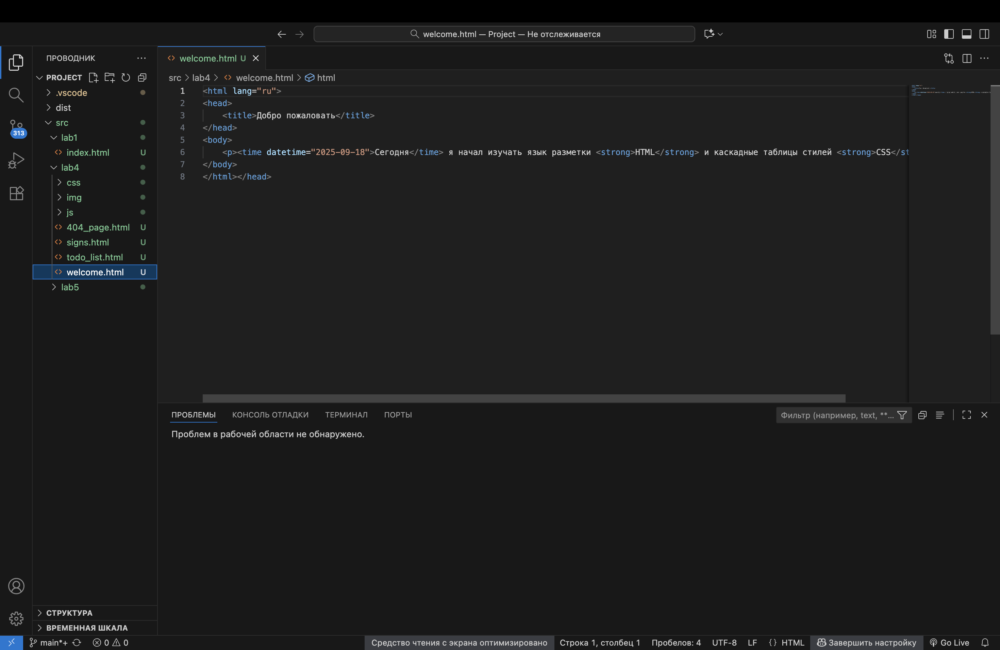 welcome.html — Project — Не отслеживается
ПРОВОДНИК
welcome.html U
PROJECT
src > lab4 > welcome.html > html
.vscode
dist
src
lab1
index.html U
lab4
css
img
js
404_page.html U
signs.html U
todo_list.html U
welcome.html U
lab5
313
1 <html lang="ru">
2 <head>
3 <title>Добро пожаловать</title>
4 </head>
5 <body>
6 <p><time datetime="2025-09-18">Сегодня</time> я начал изучать язык разметки <strong>HTML</strong> и каскадные таблицы стилей <strong>CSS</st
7 </body>
8 </html></head>
ПРОБЛЕМЫ КОНСОЛЬ ОТЛАДКИ ТЕРМИНАЛ ПОРТЫ
Фильтр (например, text, **...
Проблем в рабочей области не обнаружено.
СТРУКТУРА
ВРЕМЕННАЯ ШКАЛА
main*+ 0 0 Средство чтения с экрана оптимизировано Строка 1, столбец 1 Пробелов: 4 UTF-8 LF {} HTML Завершить настройку Go Live